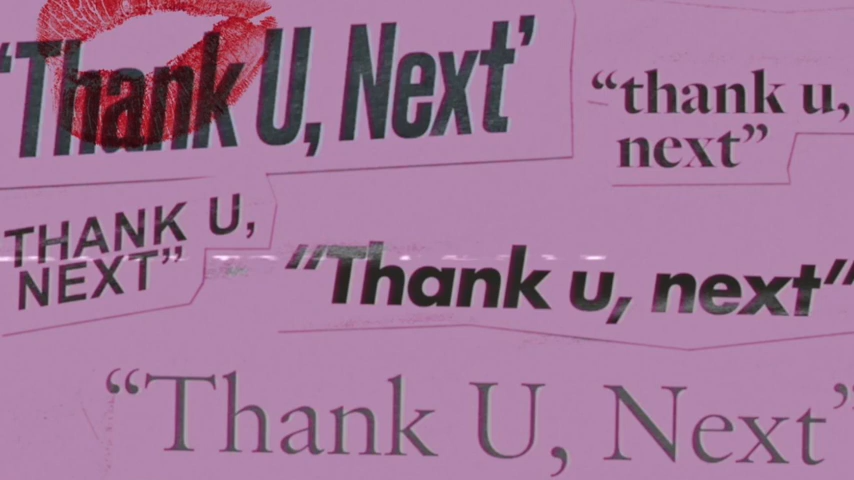 ‘Thank U, Next’
“thank u,
next”
THANK U,
NEXT”
“Thank u, next”
“Thank U, Next”